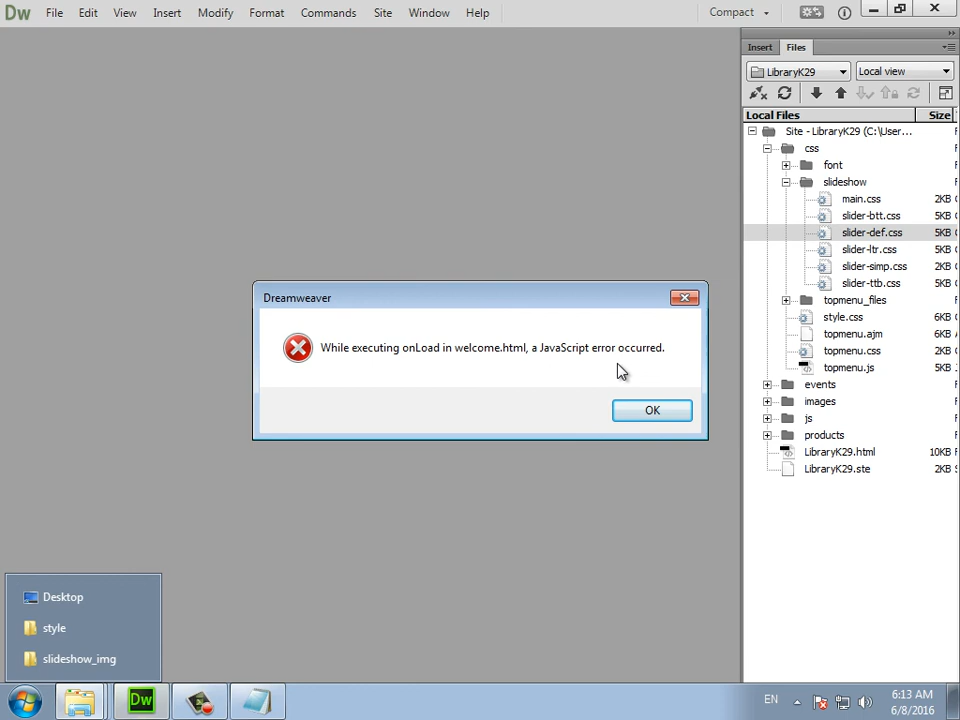 Dw File Edit View Insert Modify Format Commands Site Window Help Compact
Insert Files
LibraryK29 Local view
Local Files Size
Site - LibraryK29 (C:\User...
css
font
slideshow
main.css 2KB
slider-btt.css 5KB
slider-def.css 5KB
slider-ltr.css 5KB
slider-simp.css 2KB
slider-ttb.css 5KB
topmenu_files
style.css 6KB
topmenu.ajm 6KB
topmenu.css 2KB
topmenu.js 5KB
events
images
js
products
LibraryK29.html 10KB
LibraryK29.ste 2KB
Dreamweaver
While executing onLoad in welcome.html, a JavaScript error occurred.
OK
Desktop
style
slideshow_img
Dw
EN
6:13 AM
6/8/2016